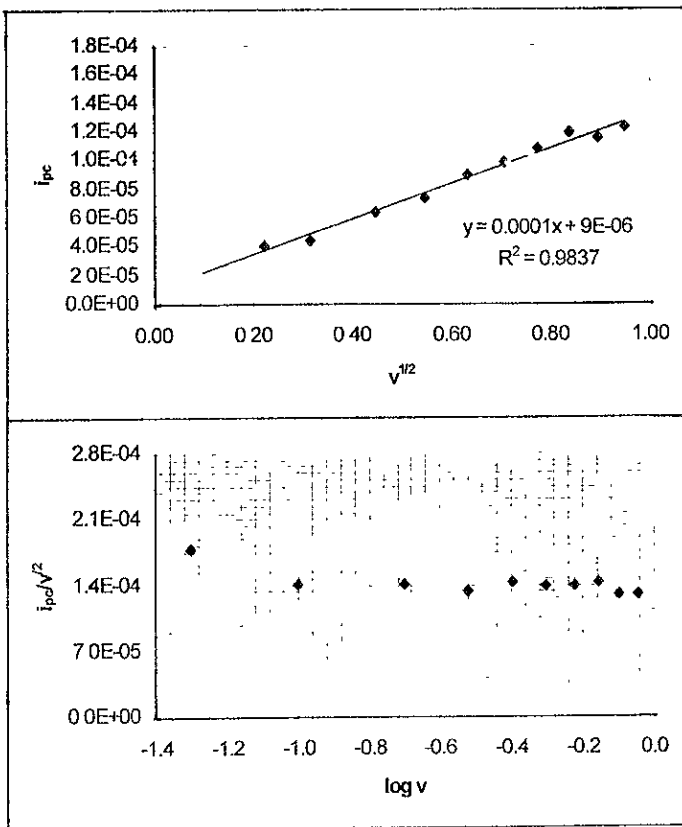 1.8E-04
1.6E-04
1.4E-04
1.2E-04
1.0E-04
8.0E-05
6.0E-05
4.0E-05
2 0E-05
0.0E+00
i_pc
y = 0.0001x + 9E-06
R² = 0.9837
0.00 0.20 0 40 0.60 0.80 1.00
v^1/2
2.8E-04
2.1E-04
1.4E-04
7 0E-05
0 0E+00
i_pc/v^1/2
-1.4 -1.2 -1.0 -0.8 -0.6 -0.4 -0.2 0.0
log v